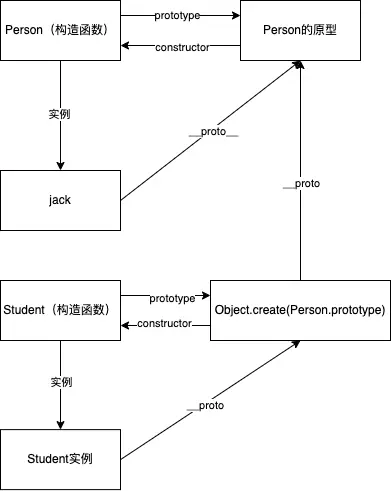 Person（构造函数）
prototype
Person的原型
constructor
实例
__proto__
jack
__proto
Student（构造函数）
prototype
Object.create(Person.prototype)
constructor
实例
__proto
Student实例